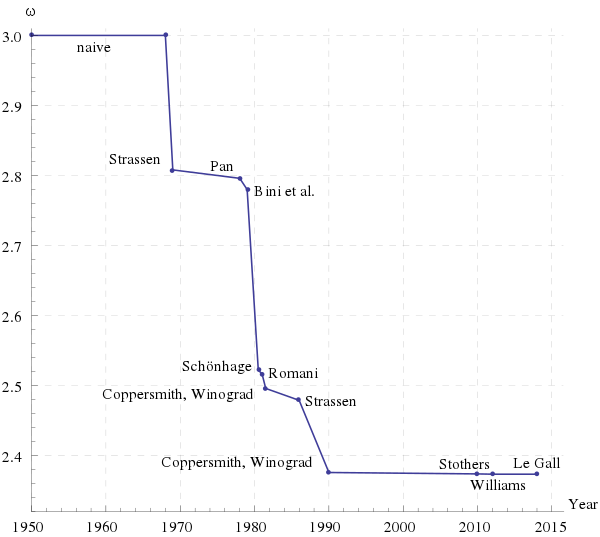 ω
3.0
naive
2.9
Strassen
Pan
2.8
Bini et al.
2.7
2.6
Schönhage
Romani
2.5
Coppersmith, Winograd
Strassen
2.4
Coppersmith, Winograd
Stothers
Le Gall
Williams
Year
1950
1960
1970
1980
1990
2000
2010
2015